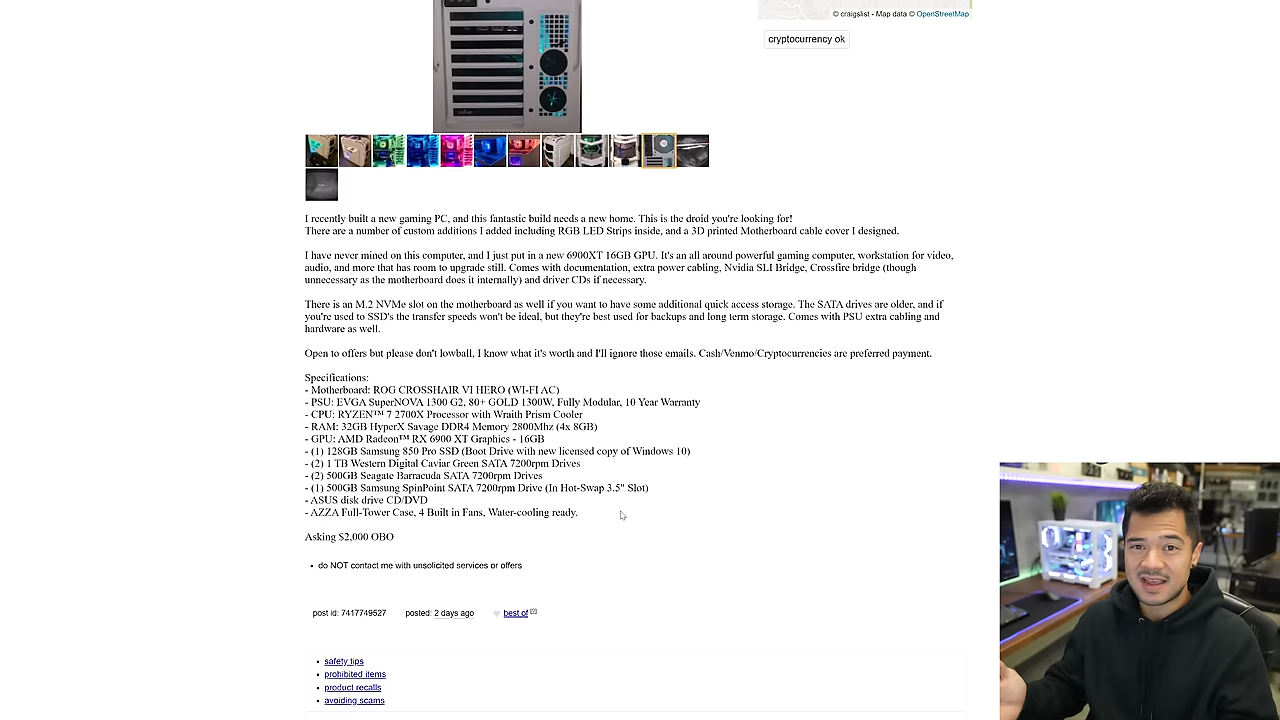 © craigslist - Map data © OpenStreetMap
cryptocurrency ok
I recently built a new gaming PC, and this fantastic build needs a new home. This is the droid you're looking for!
There are a number of custom additions I added including RGB LED Strips inside, and a 3D printed Motherboard cable cover I designed.
I have never mined on this computer, and I just put in a new 6900XT 16GB GPU. It's an all around powerful gaming computer, workstation for video,
audio, and more that has room to upgrade still. Comes with documentation, extra power cabling, Nvidia SLI Bridge, Crossfire bridge (though
unnecessary as the motherboard does it internally) and driver CDs if necessary.
There is an M.2 NVMe slot on the motherboard as well if you want to have some additional quick access storage. The SATA drives are older, and if
you're used to SSD's the transfer speeds won't be ideal, but they're best used for backups and long term storage. Comes with PSU extra cabling and
hardware as well.
Open to offers but please don't lowball, I know what it's worth and I'll ignore those emails. Cash/Venmo/Cryptocurrencies are preferred payment.
Specifications:
- Motherboard: ROG CROSSHAIR VI HERO (WI-FI AC)
- PSU: EVGA SuperNOVA 1300 G2, 80+ GOLD 1300W, Fully Modular, 10 Year Warranty
- CPU: RYZEN™ 7 2700X Processor with Wraith Prism Cooler
- RAM: 32GB HyperX Savage DDR4 Memory 2800Mhz (4x 8GB)
- GPU: AMD Radeon™ RX 6900 XT Graphics - 16GB
- (1) 128GB Samsung 850 Pro SSD (Boot Drive with new licensed copy of Windows 10)
- (2) 1 TB Western Digital Caviar Green SATA 7200rpm Drives
- (2) 500GB Seagate Barracuda SATA 7200rpm Drives
- (1) 500GB Samsung SpinPoint SATA 7200rpm Drive (In Hot-Swap 3.5" Slot)
- ASUS disk drive CD/DVD
- AZZA Full-Tower Case, 4 Built in Fans, Water-cooling ready.
Asking $2,000 OBO
• do NOT contact me with unsolicited services or offers
post id: 7417749527 posted: 2 days ago ♥ best of [?]
• safety tips
• prohibited items
• product recalls
• avoiding scams